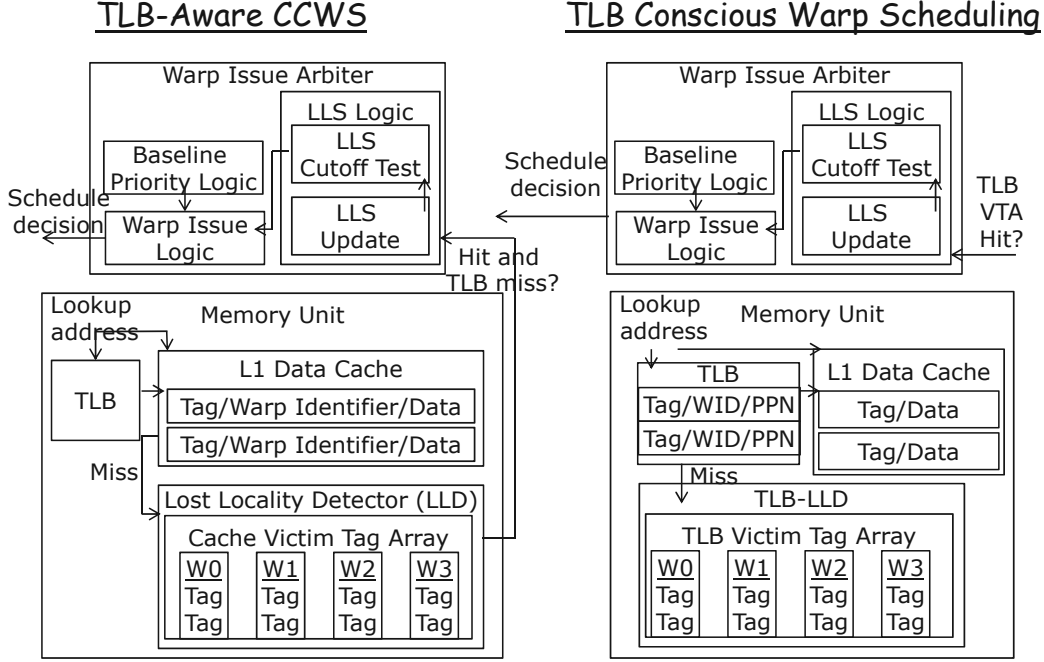 TLB-Aware CCWS
Warp Issue Arbiter
LLS Logic
LLS
Cutoff Test
Baseline
Priority Logic
Schedule
decision
Warp Issue
Logic
LLS
Update
Hit and
TLB miss?
Lookup
address
Memory Unit
L1 Data Cache
TLB
Tag/Warp Identifier/Data
Tag/Warp Identifier/Data
Miss
Lost Locality Detector (LLD)
Cache Victim Tag Array
W0 W1 W2 W3
Tag Tag Tag Tag
Tag Tag Tag Tag
TLB Conscious Warp Scheduling
Warp Issue Arbiter
LLS Logic
LLS
Cutoff Test
Baseline
Priority Logic
Schedule
decision
Warp Issue
Logic
LLS
Update
TLB
VTA
Hit?
Lookup
address
Memory Unit
TLB
Tag/WID/PPN
Tag/WID/PPN
L1 Data Cache
Tag/Data
Tag/Data
Miss
TLB-LLD
TLB Victim Tag Array
W0 W1 W2 W3
Tag Tag Tag Tag
Tag Tag Tag Tag